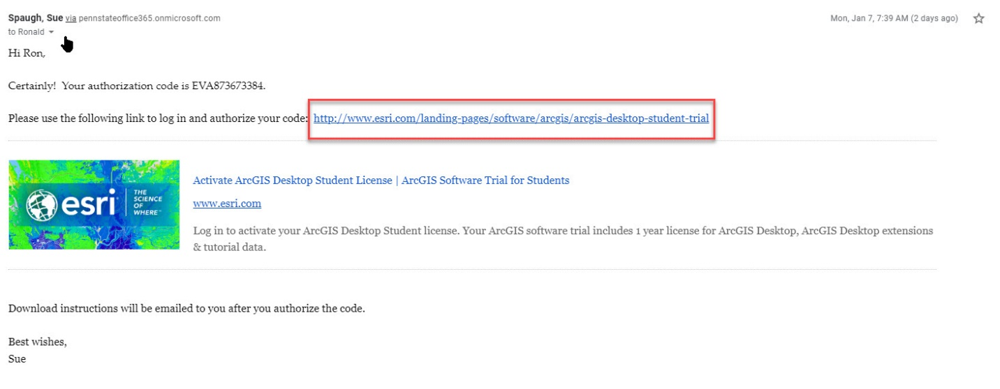 Spaugh, Sue via pennstateoffice365.onmicrosoft.com
Mon, Jan 7, 7:39 AM (2 days ago)
to Ronald
Hi Ron,
Certainly!  Your authorization code is EVA873673384.
Please use the following link to log in and authorize your code: http://www.esri.com/landing-pages/software/arcgis/arcgis-desktop-student-trial
esri
THE
SCIENCE
OF
WHERE™
Activate ArcGIS Desktop Student License | ArcGIS Software Trial for Students
www.esri.com
Log in to activate your ArcGIS Desktop Student license. Your ArcGIS software trial includes 1 year license for ArcGIS Desktop, ArcGIS Desktop extensions
& tutorial data.
Download instructions will be emailed to you after you authorize the code.
Best wishes,
Sue